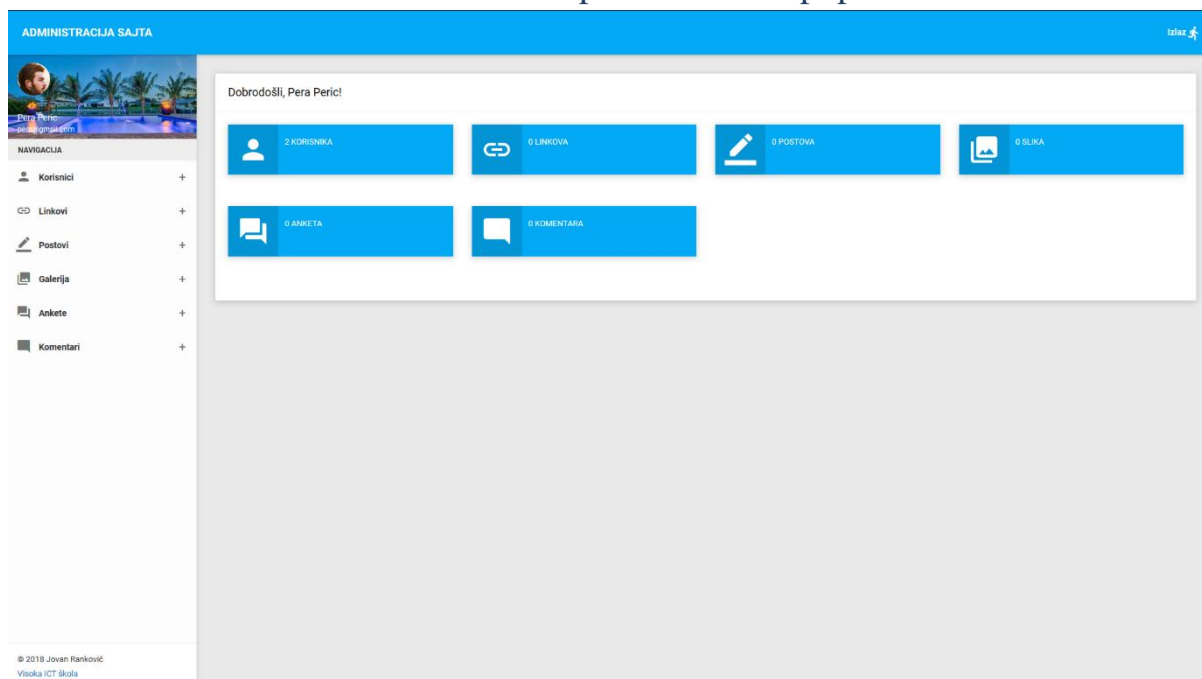 ADMINISTRACIJA SAJTA
Izlaz
Pera Peric
NAVIGACIJA
Korisnici +
Linkovi +
Postovi +
Galerija +
Ankete +
Komentari +
Dobrodošli, Pera Peric!
2 KORISNIKA
0 LINKOVA
0 POSTOVA
0 SLIKA
0 ANKETA
0 KOMENTARA
© 2018 Jovan Ranković
Visoka ICT škola